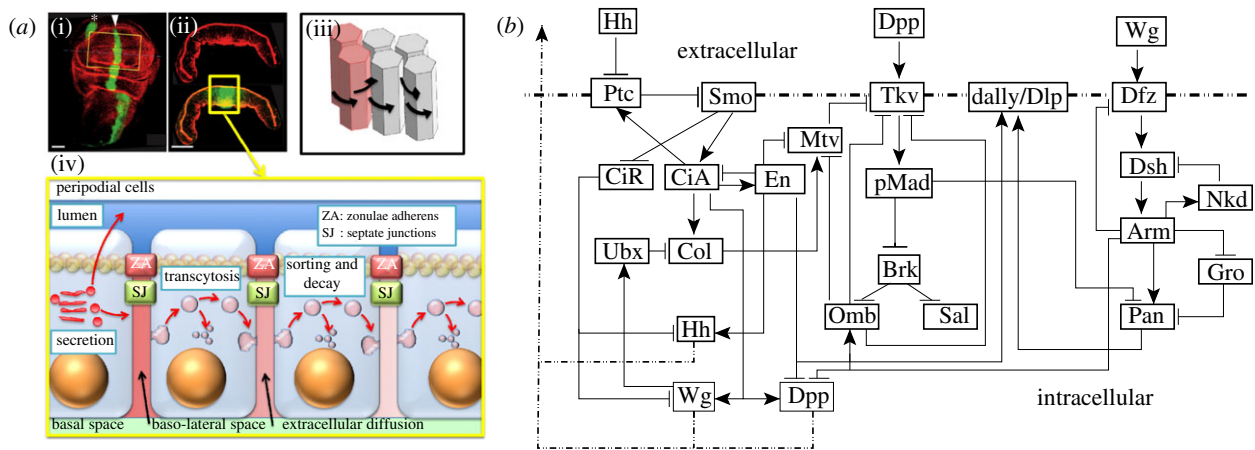 (a)
(i)
*
(ii)
(iii)
(iv)
peripodial cells
lumen
ZA: zonulae adherens
SJ : septate junctions
ZA
ZA
ZA
transcytosis
sorting and
decay
SJ
SJ
SJ
secretion
basal space
baso-lateral space
extracellular diffusion
(b)
Hh
Dpp
Wg
extracellular
Ptc
Smo
Tkv
dally/Dlp
Dfz
Mtv
Dsh
CiR
CiA
En
pMad
Nkd
Arm
Ubx
Col
Brk
Gro
Hh
Omb
Sal
Pan
Wg
Dpp
intracellular